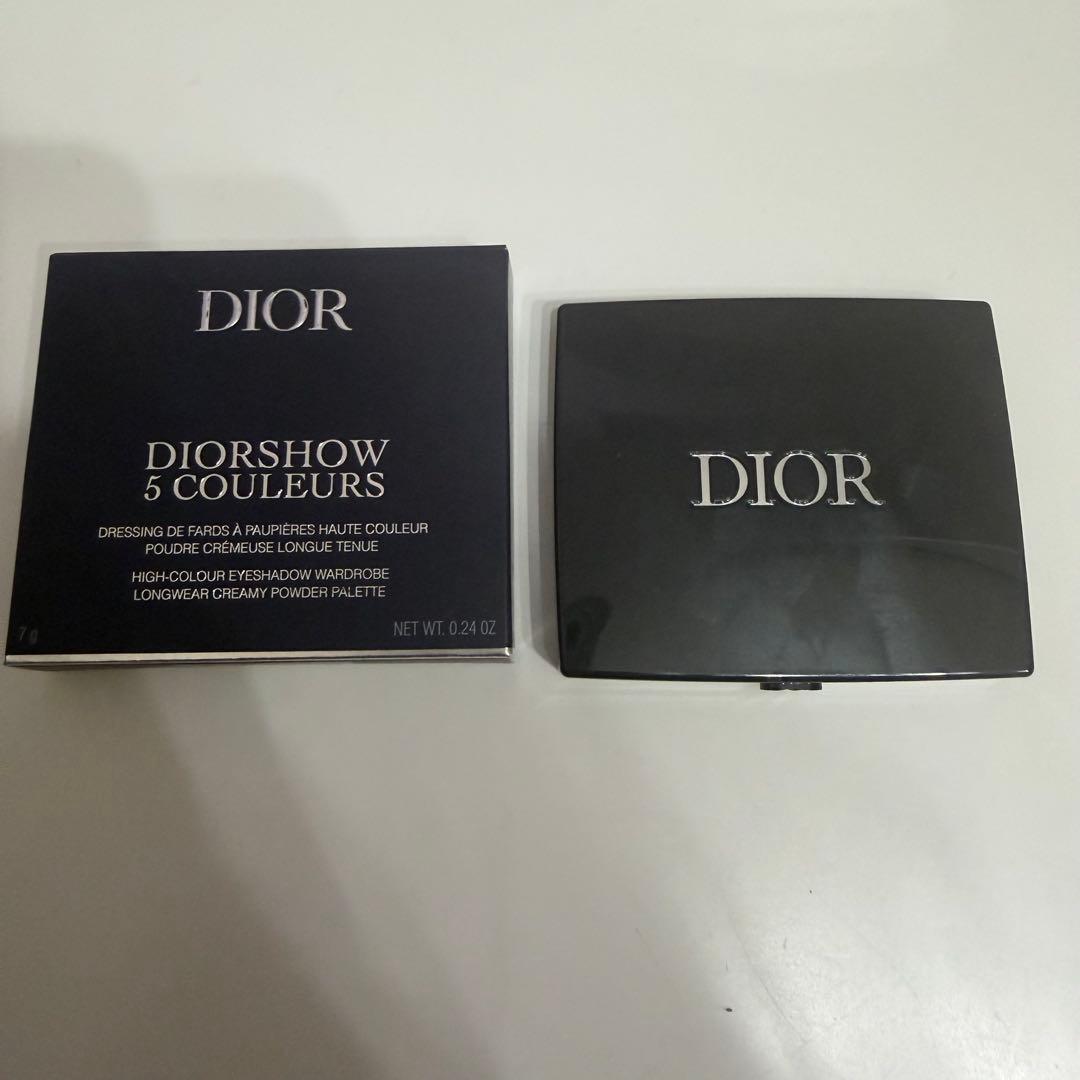 DIOR
DIORSHOW
5 COULEURS
DRESSING DE FARDS À PAUPIÈRES HAUTE COULEUR
POUDRE CRÉMEUSE LONGUE TENUE
HIGH-COLOUR EYESHADOW WARDROBE
LONGWEAR CREAMY POWDER PALETTE
7 g
NET WT. 0.24 OZ
DIOR